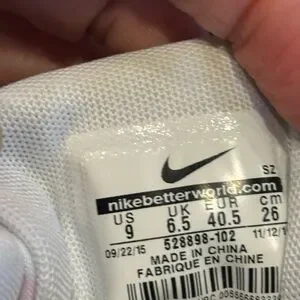 SZ
nikebetterworld.com
US UK EUR cm
9 6.5 40.5 26
09/22/15 528898-102 11/12/1
MADE IN CHINA
FABRIQUE EN CHINE